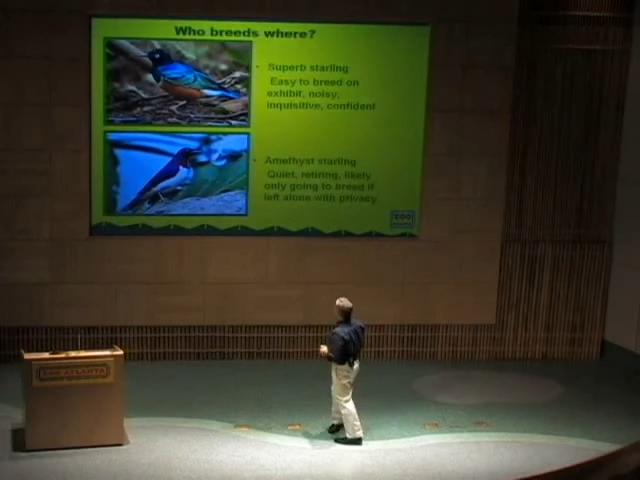 Who breeds where?
Superb starling
Easy to breed on
exhibit, noisy,
inquisitive, confident
Amethyst starling
Quiet, retiring, likely
only going to breed if
left alone with privacy
ZOO
ZOO ATLANTA